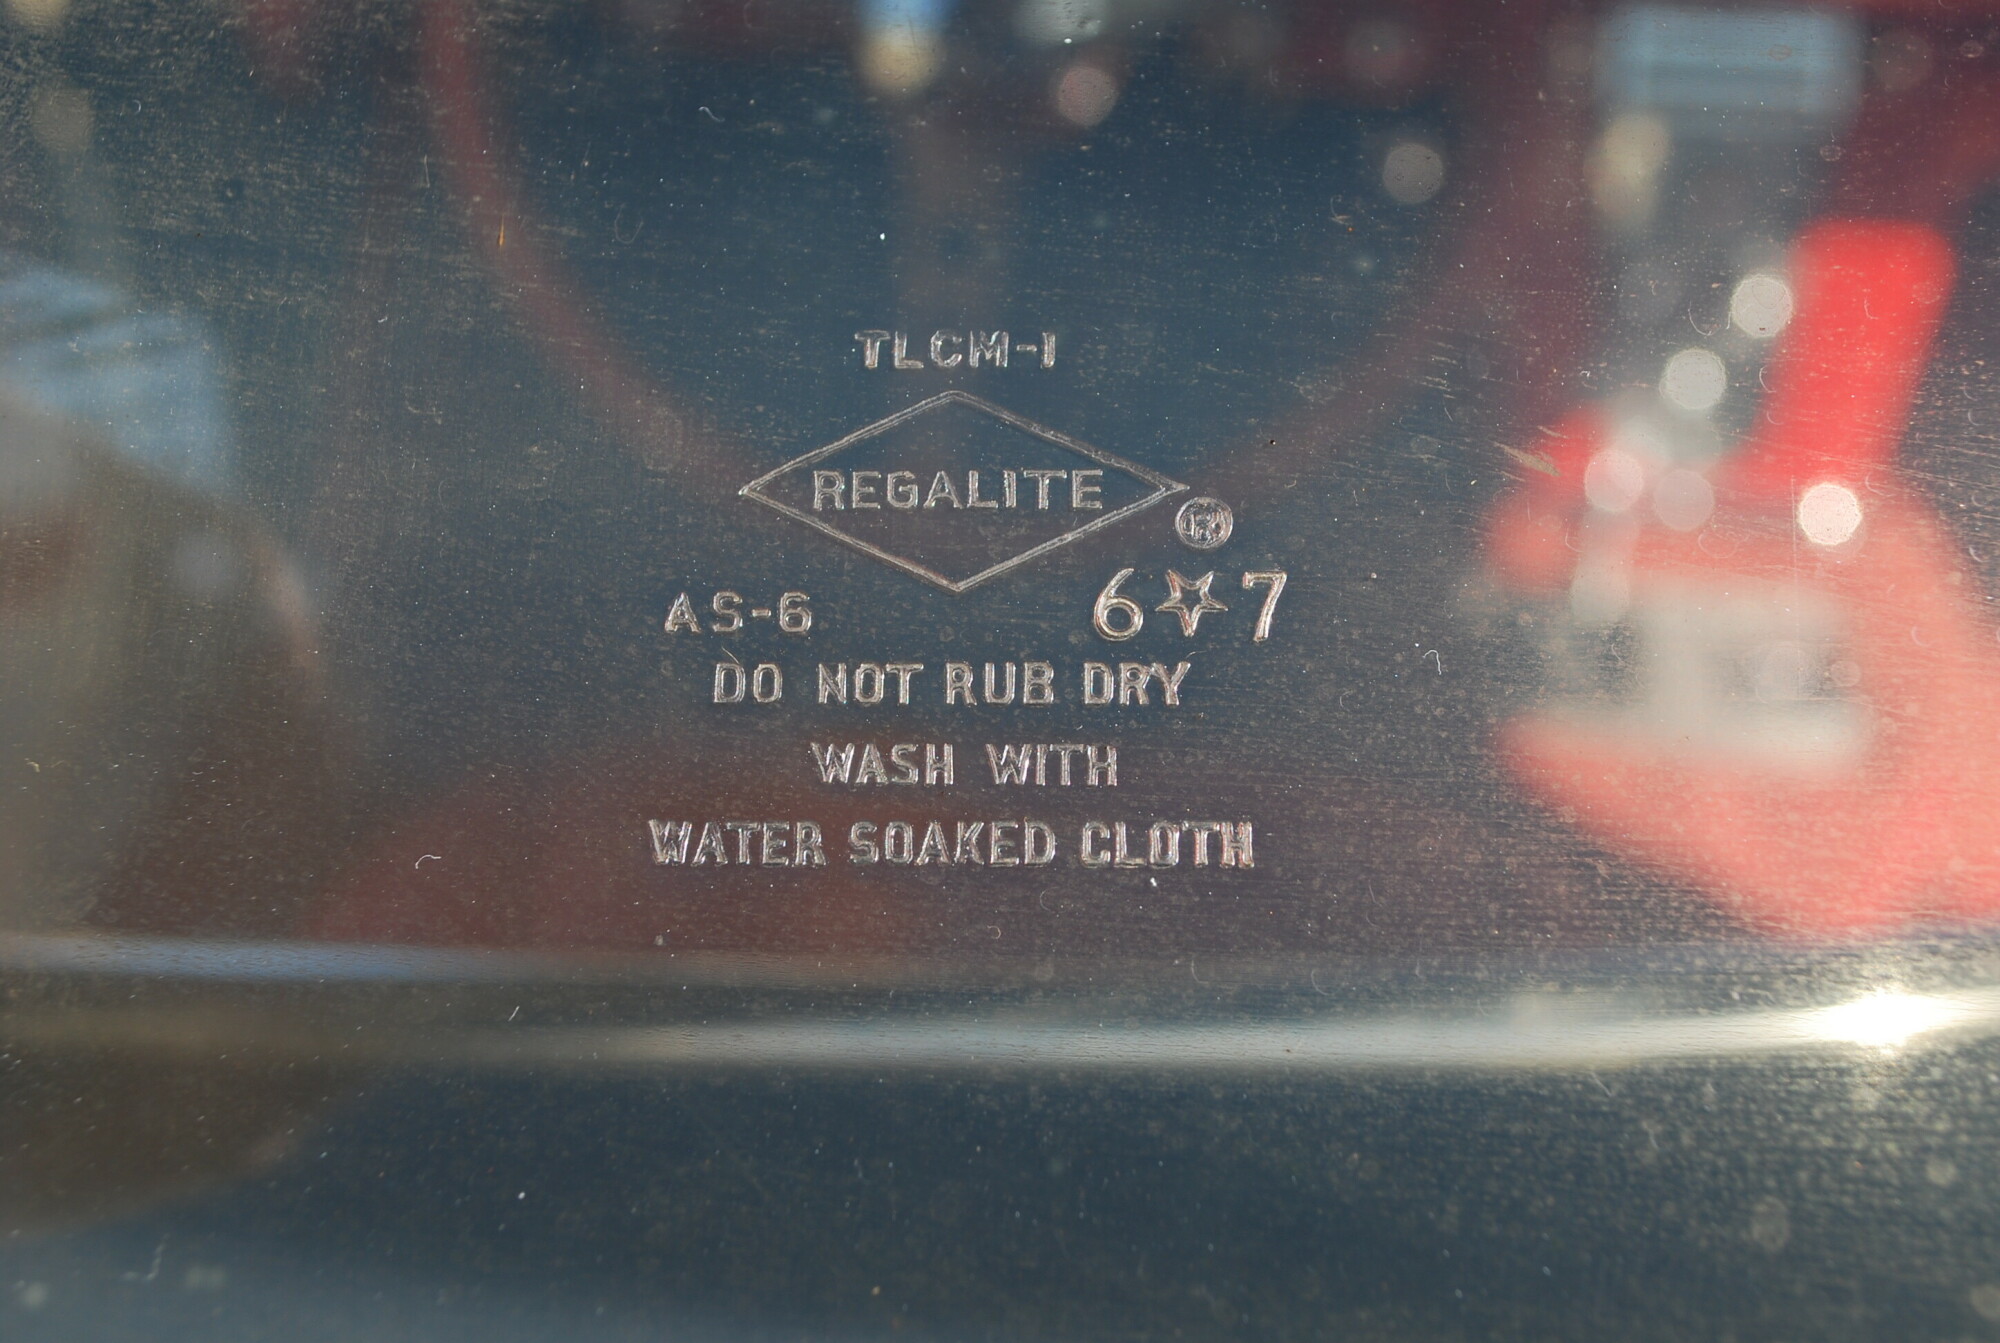 TLCM-1
REGALITE ®
AS-6 6☆7
DO NOT RUB DRY
WASH WITH
WATER SOAKED CLOTH